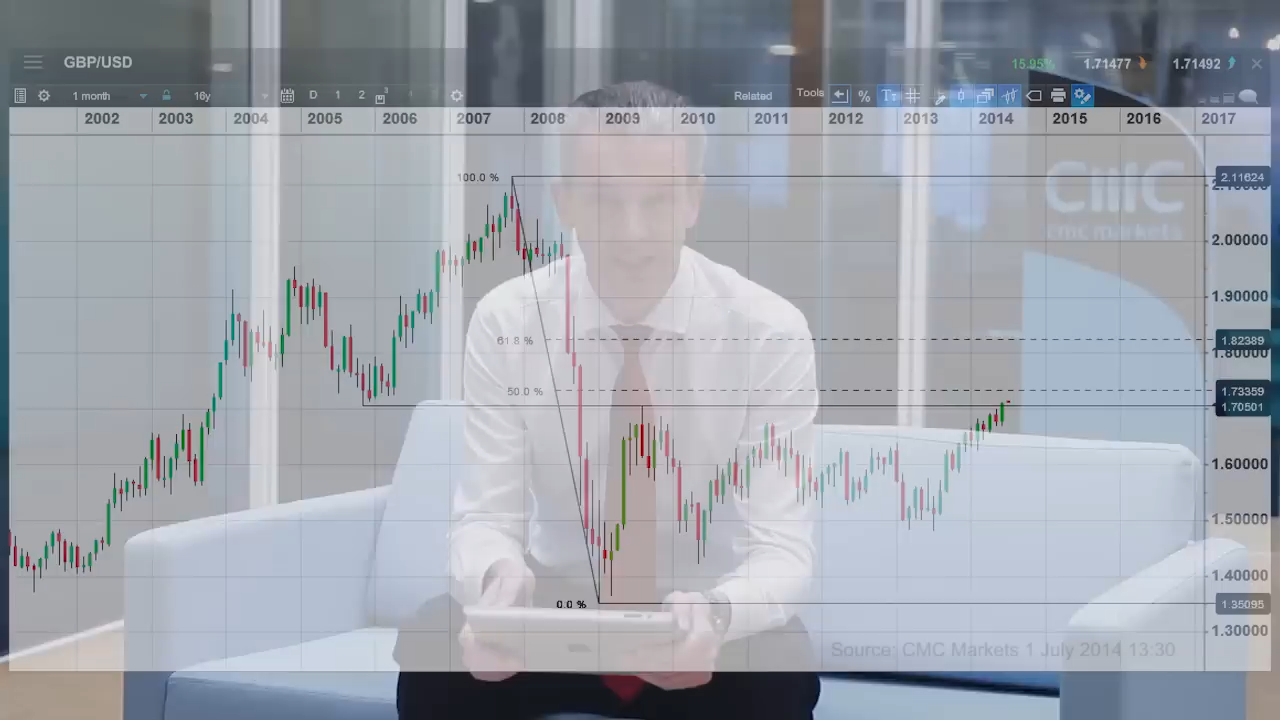 GBP/USD
15.95% 1.71477 1.71492
1 month 16y D 1 2 Related Tools %
2002 2003 2004 2005 2006 2007 2008 2009 2010 2011 2012 2013 2014 2015 2016 2017
100.0 %
2.11624
cmc markets
2.00000
1.90000
61.8 %
1.82389
1.80000
50.0 %
1.73359
1.70501
1.60000
1.50000
1.40000
0.0 %
1.35095
1.30000
Source: CMC Markets 1 July 2014 13:30